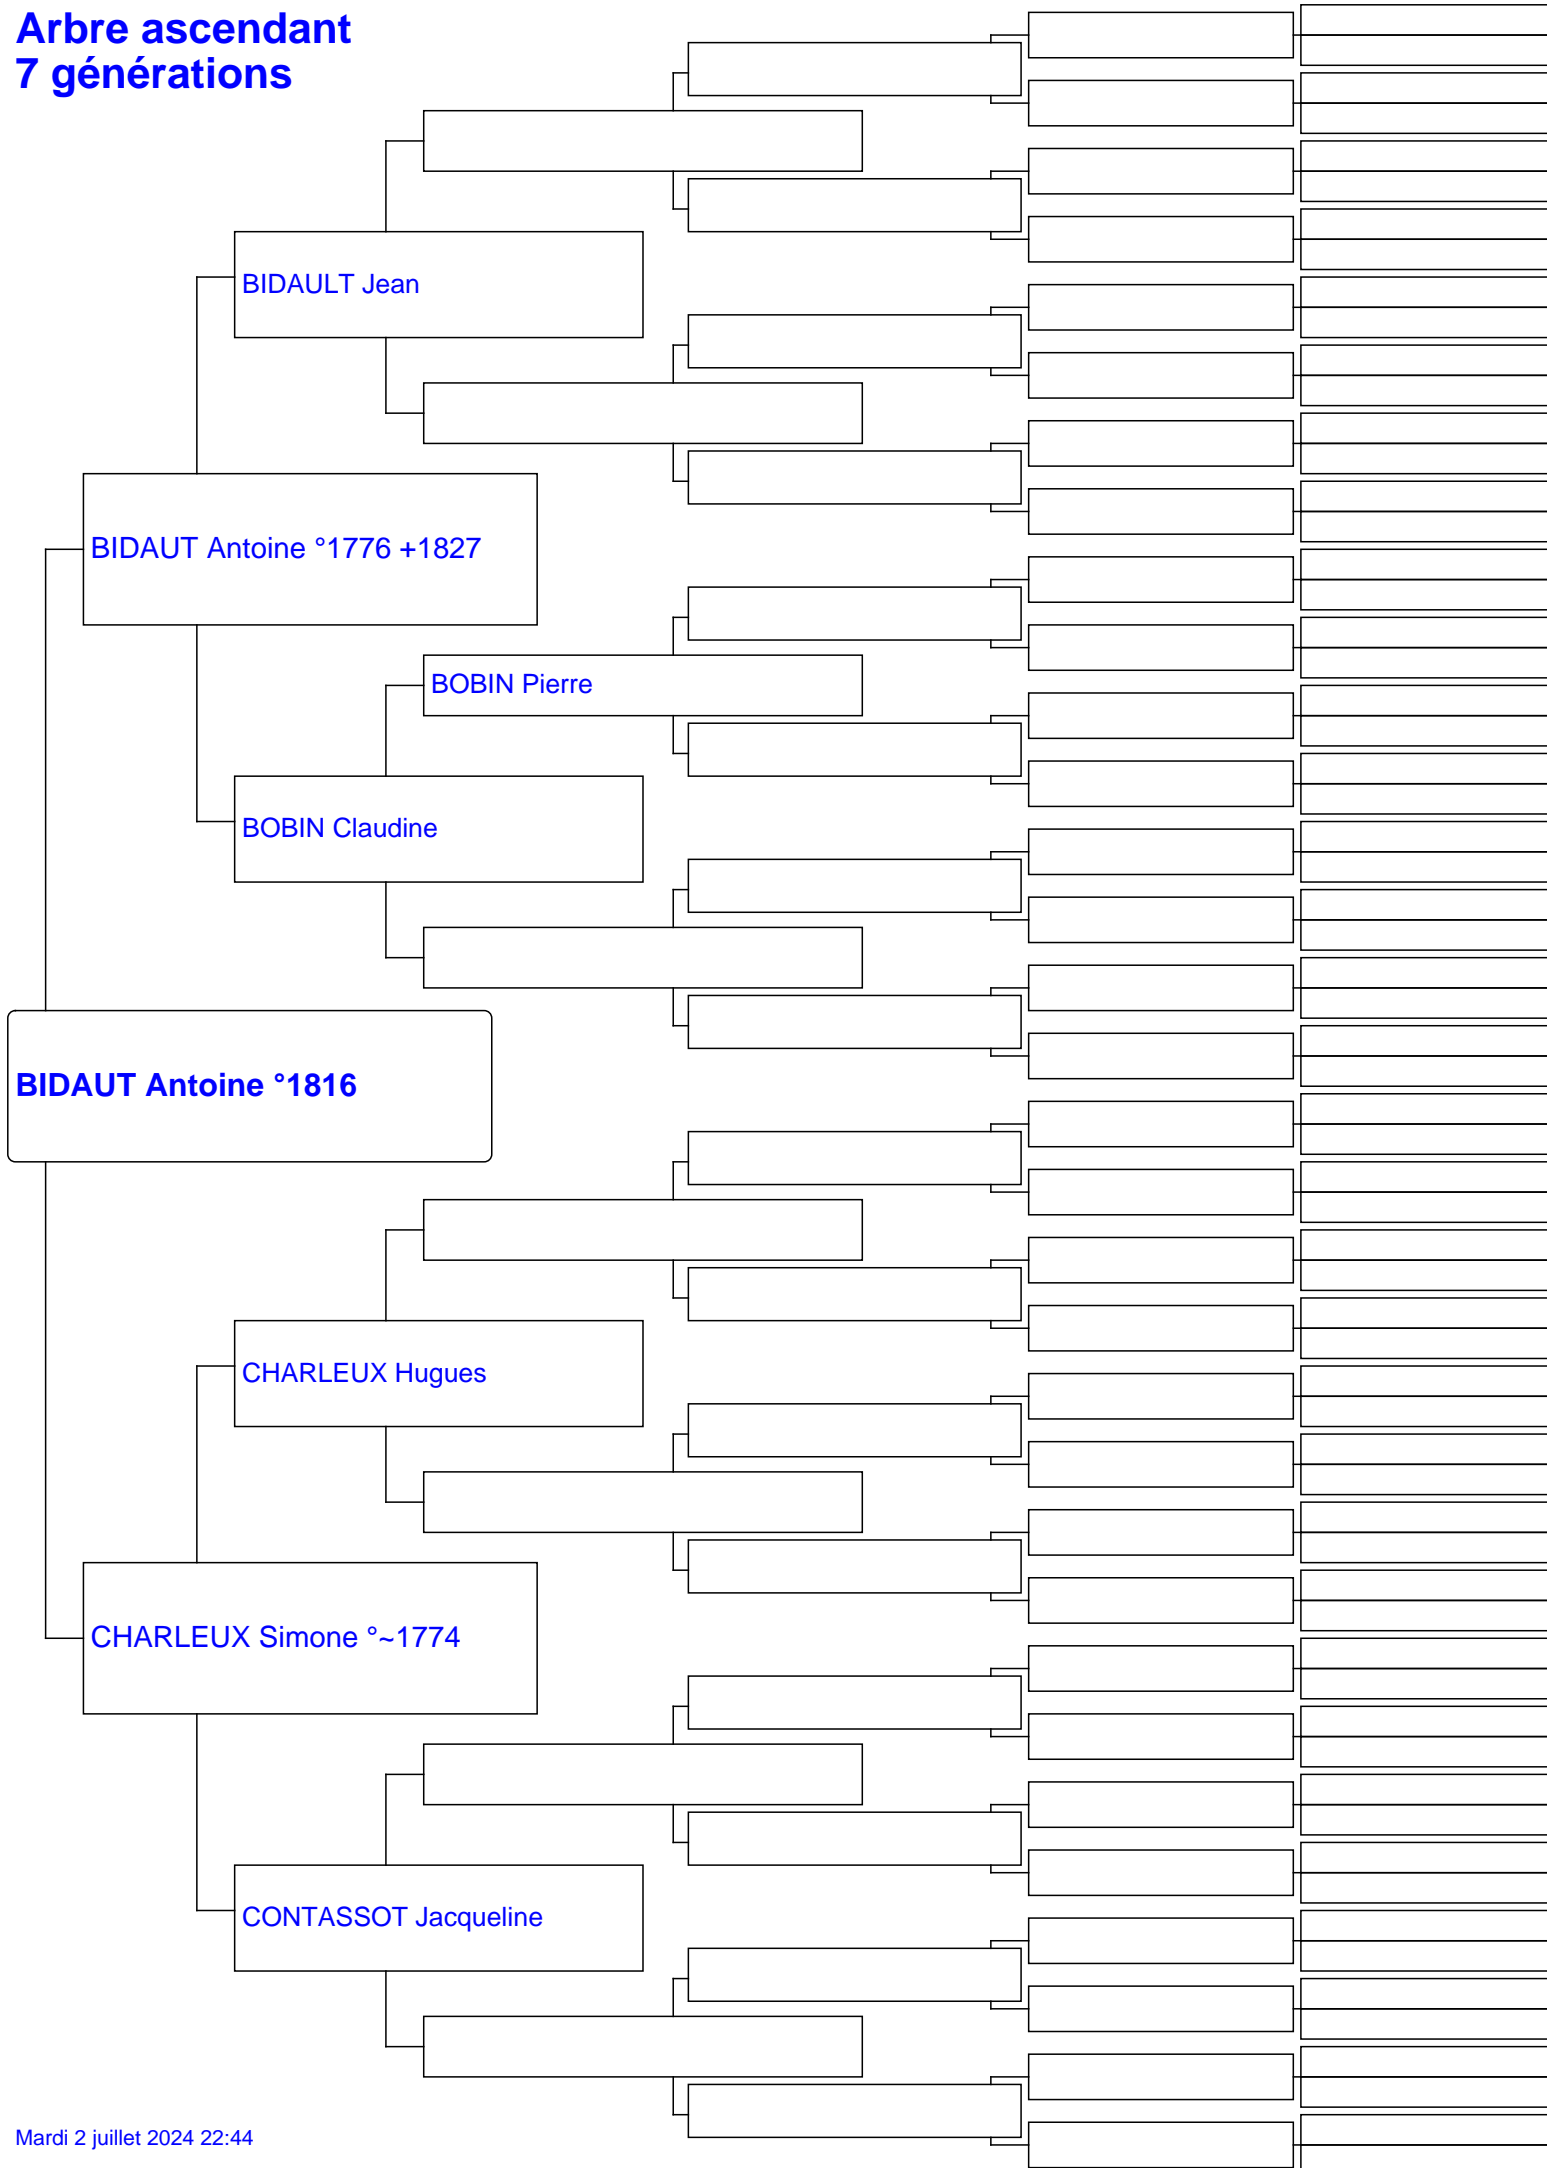 Arbre ascendant
7 générations
BIDAULT Jean
BIDAUT Antoine °1776 +1827
BOBIN Pierre
BOBIN Claudine
BIDAUT Antoine °1816
CHARLEUX Hugues
CHARLEUX Simone °~1774
CONTASSOT Jacqueline
Mardi 2 juillet 2024 22:44